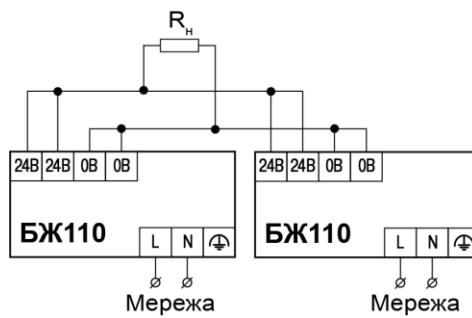 Rн
24В 24В 0В 0В 24В 24В 0В 0В
БЖ110 L N БЖ110 L N
Мережа Мережа